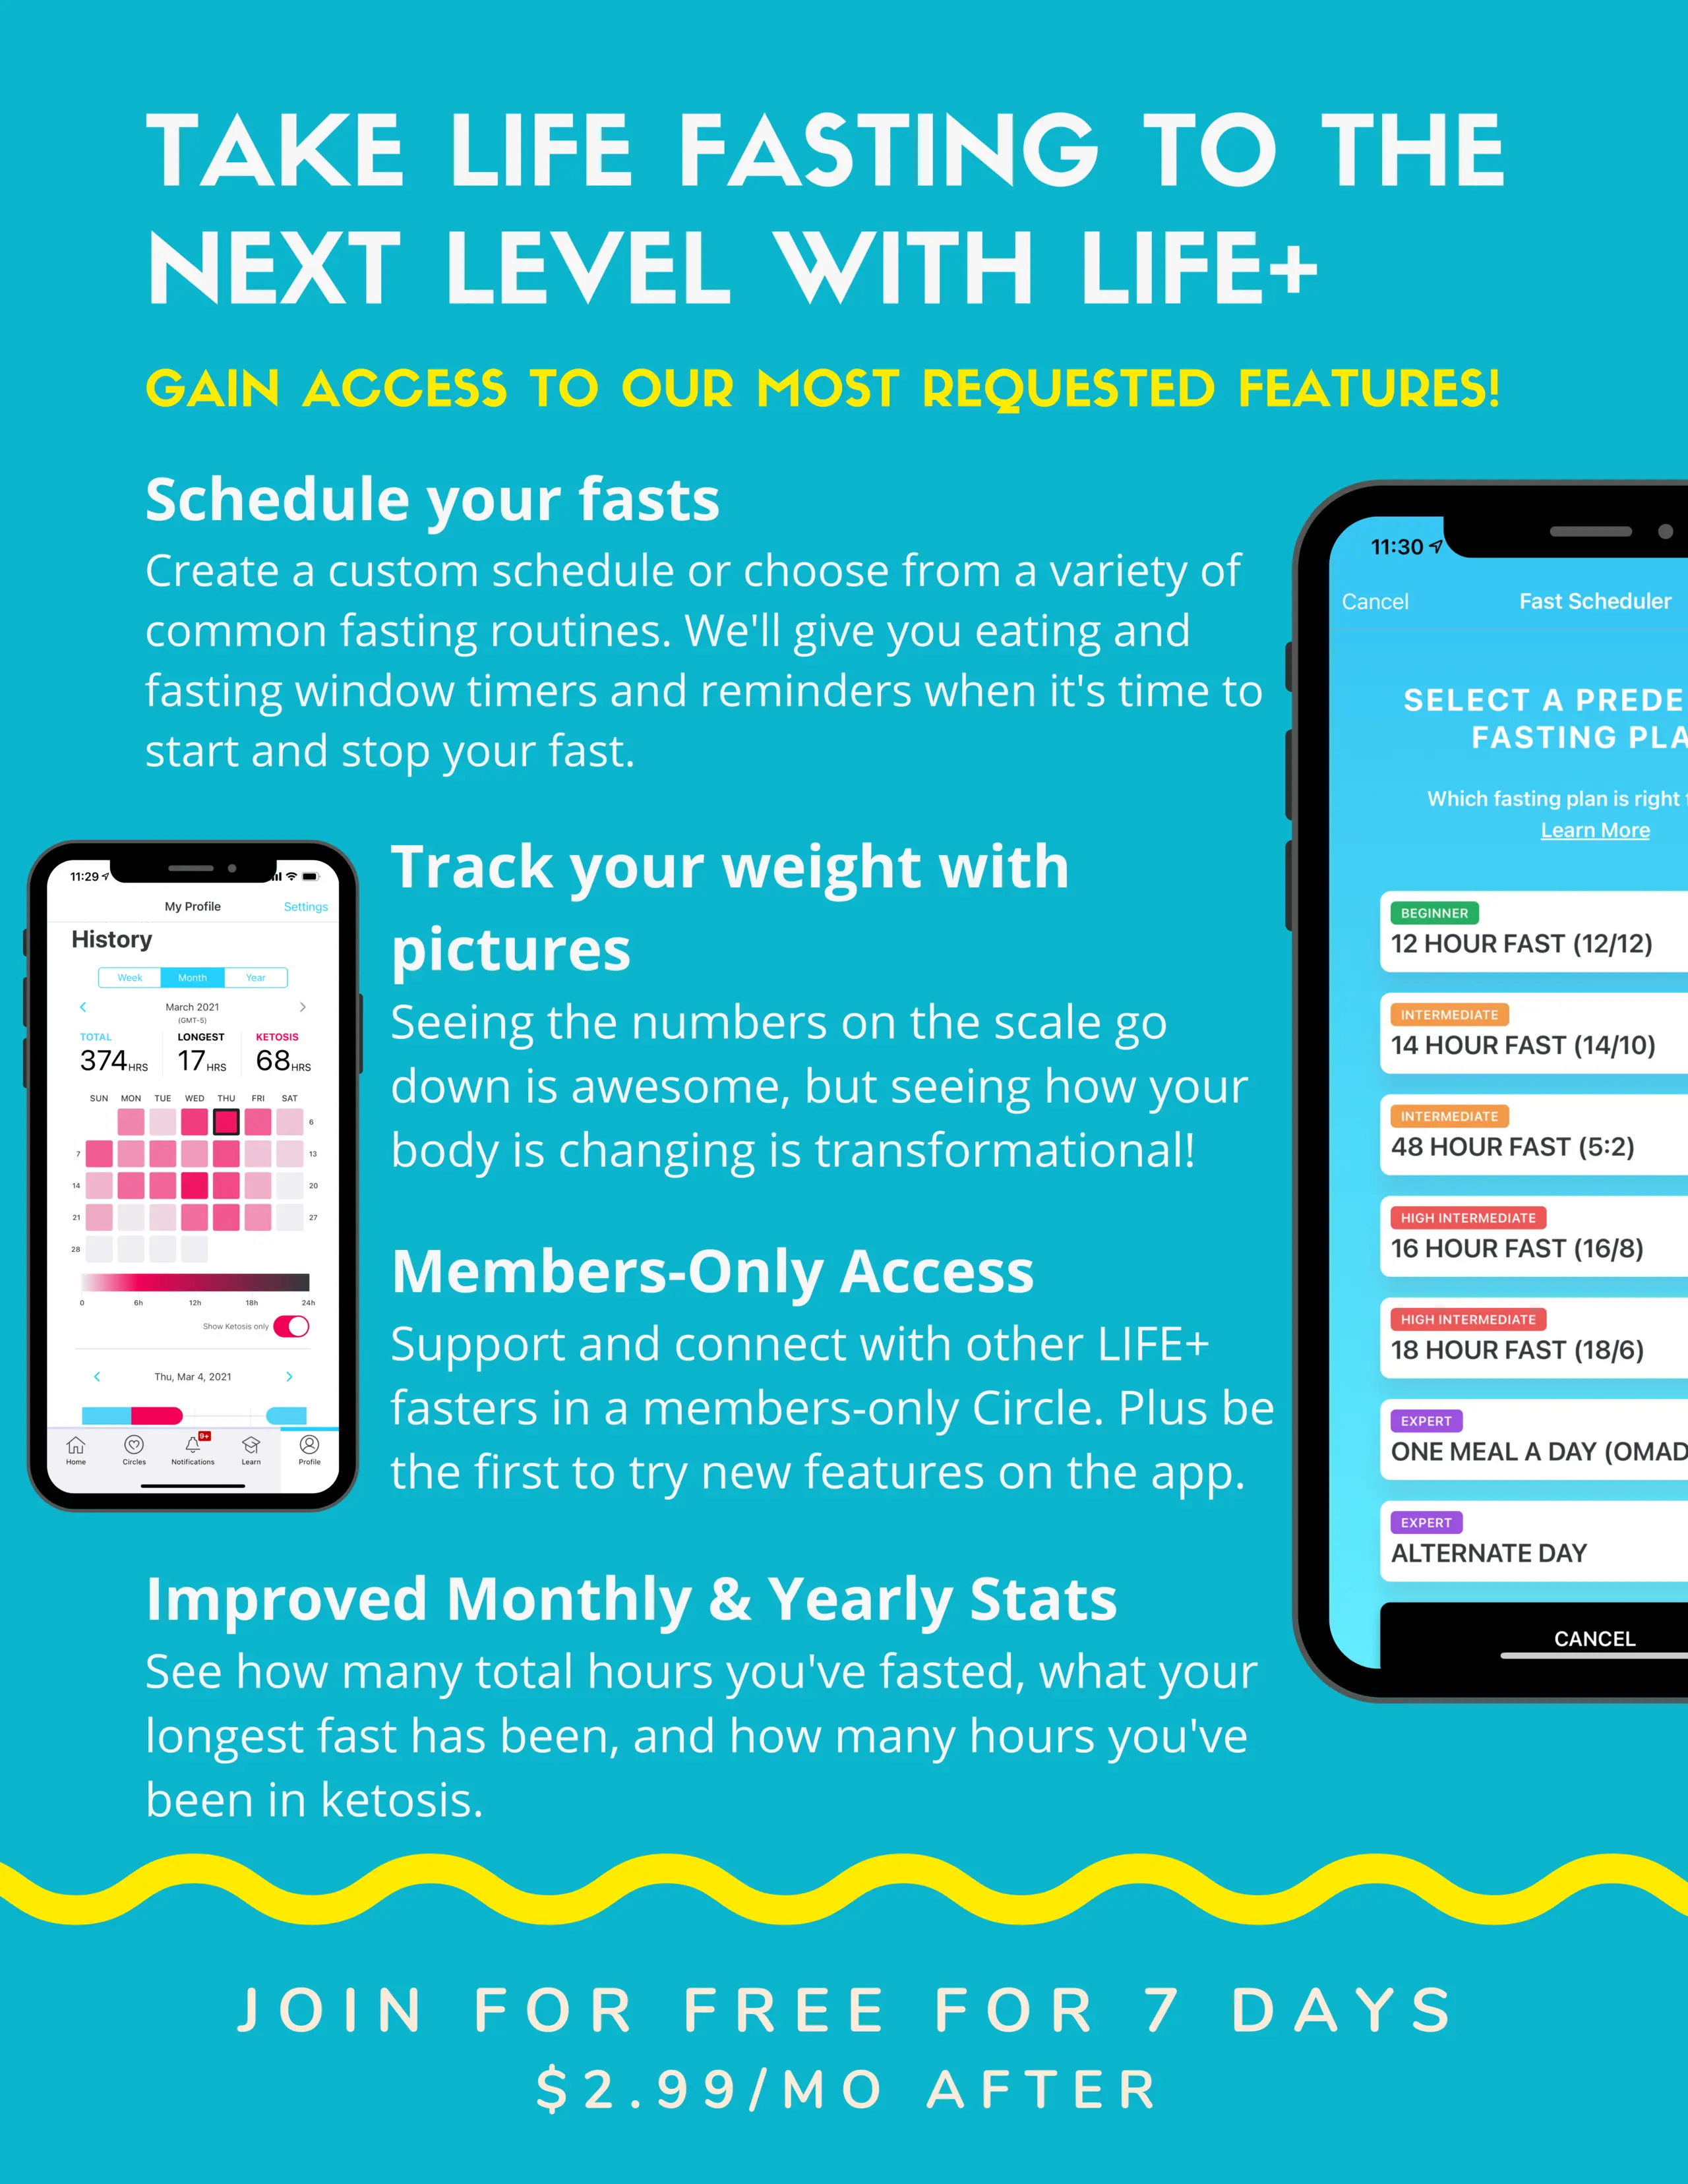 TAKE LIFE FASTING TO THE
NEXT LEVEL WITH LIFE+
GAIN ACCESS TO OUR MOST REQUESTED FEATURES!
Schedule your fasts
Create a custom schedule or choose from a variety of
common fasting routines. We'll give you eating and
fasting window timers and reminders when it's time to
start and stop your fast.
11:30
Cancel Fast Scheduler
SELECT A PREDE
FASTING PLA
Which fasting plan is right
Learn More
BEGINNER
12 HOUR FAST (12/12)
INTERMEDIATE
14 HOUR FAST (14/10)
INTERMEDIATE
48 HOUR FAST (5:2)
HIGH INTERMEDIATE
16 HOUR FAST (16/8)
HIGH INTERMEDIATE
18 HOUR FAST (18/6)
EXPERT
ONE MEAL A DAY (OMAD
EXPERT
ALTERNATE DAY
CANCEL
11:29
My Profile Settings
History
Week Month Year
March 2021
(GMT-5)
TOTAL LONGEST KETOSIS
374HRS 17HRS 68HRS
SUN MON TUE WED THU FRI SAT
6
7 13
14 20
21 27
28
0 6h 12h 18h 24h
Show Ketosis only
Thu, Mar 4, 2021
9+
Home Circles Notifications Learn Profile
Track your weight with
pictures
Seeing the numbers on the scale go
down is awesome, but seeing how your
body is changing is transformational!
Members-Only Access
Support and connect with other LIFE+
fasters in a members-only Circle. Plus be
the first to try new features on the app.
Improved Monthly & Yearly Stats
See how many total hours you've fasted, what your
longest fast has been, and how many hours you've
been in ketosis.
JOIN FOR FREE FOR 7 DAYS
$2.99/MO AFTER